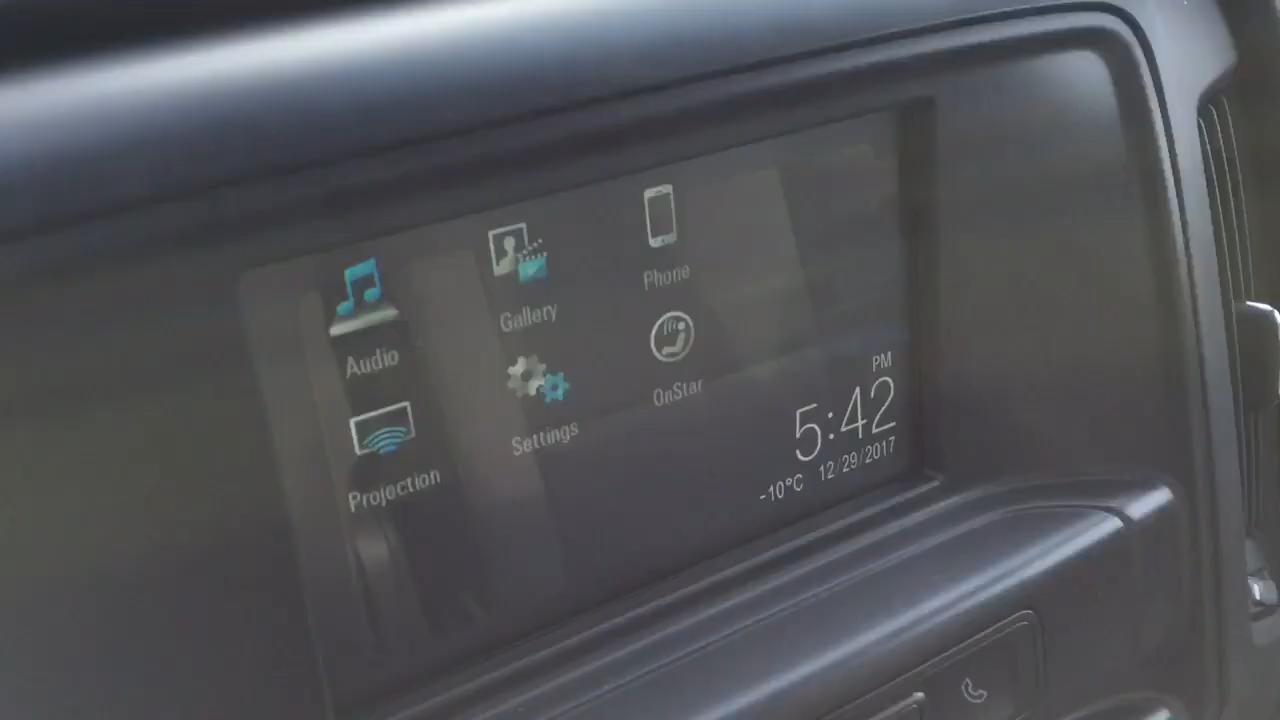 Audio
Gallery
Phone
Projection
Settings
OnStar
PM
5:42
-10°C 12/29/2017